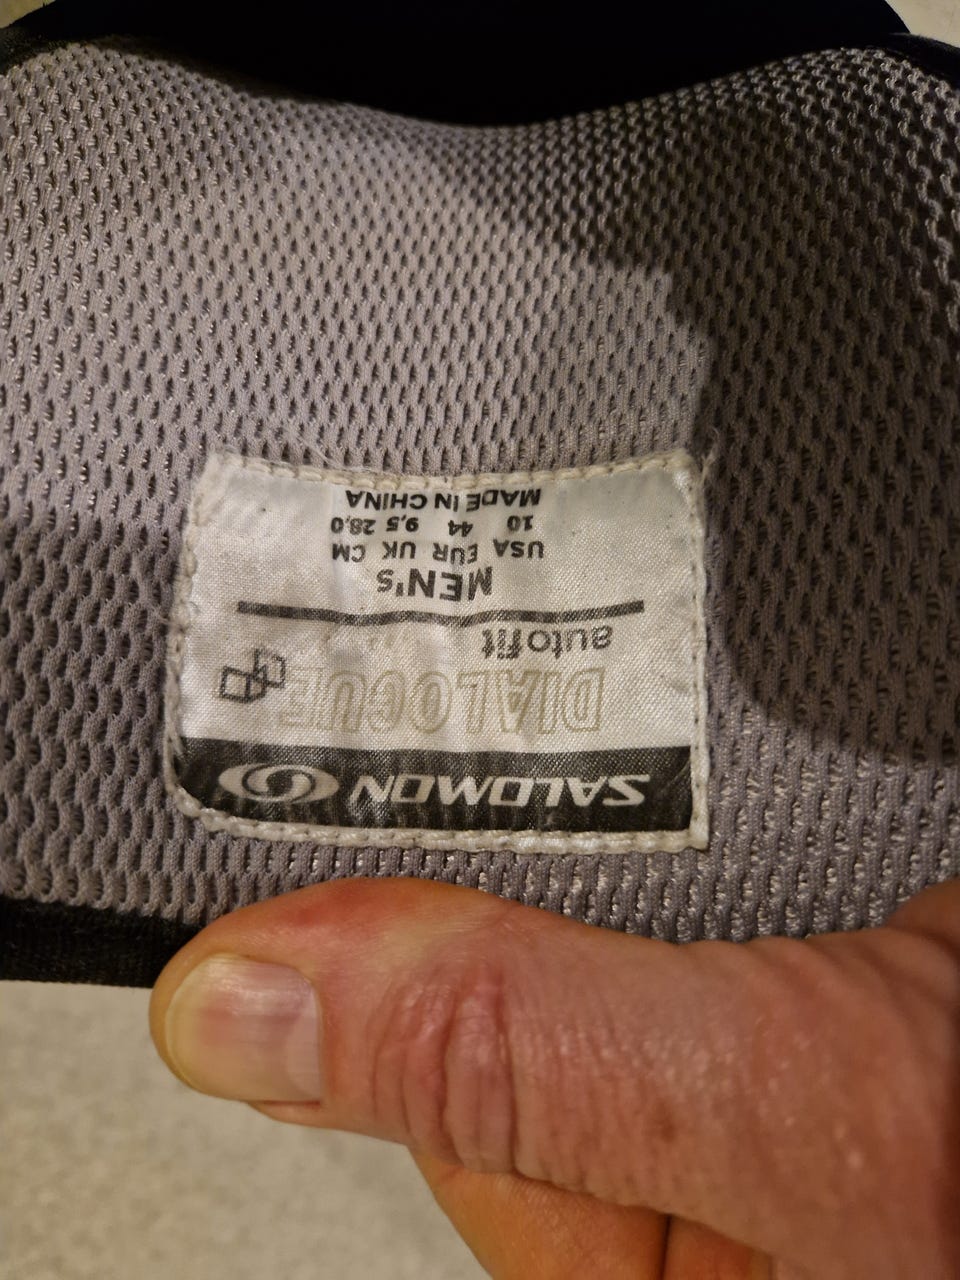 SALOMON
DIALOGUE
autofit
MEN's
USA EUR UK CM
10 44 9,5 28,0
MADE IN CHINA